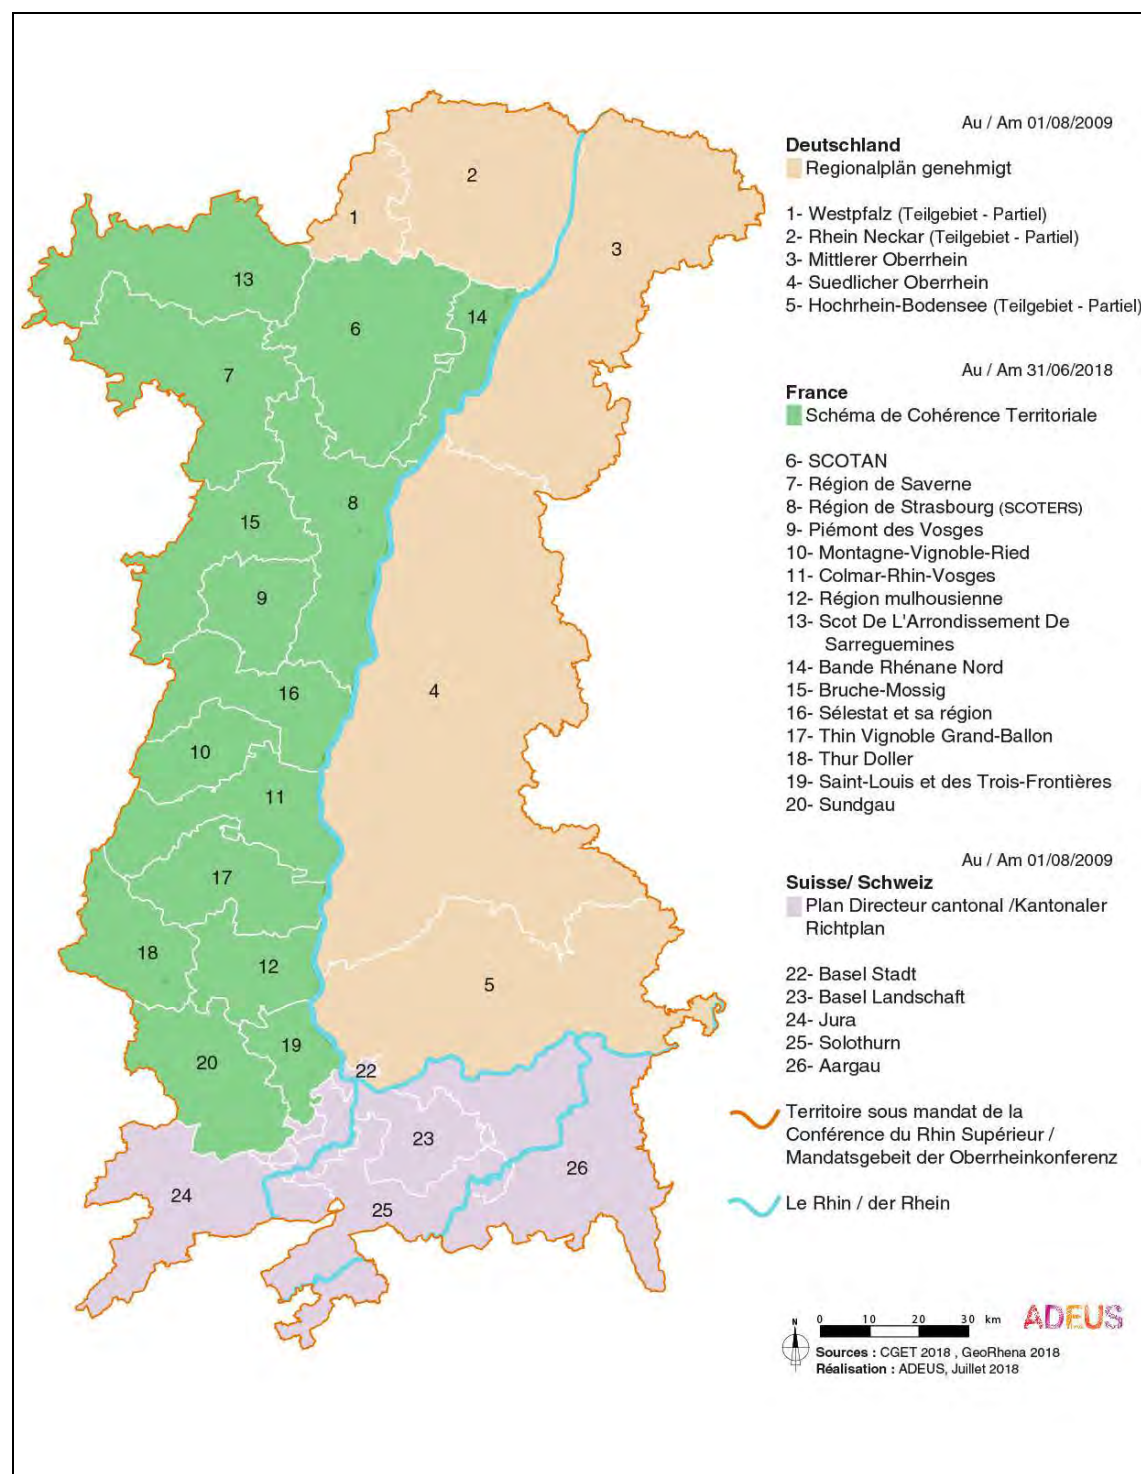 Au / Am 01/08/2009
Deutschland
Regionalplän genehmigt
1- Westpfalz (Teilgebiet - Partiel)
2- Rhein Neckar (Teilgebiet - Partiel)
3- Mittlerer Oberrhein
4- Suedlicher Oberrhein
5- Hochrhein-Bodensee (Teilgebiet - Partiel)
Au / Am 31/06/2018
France
Schéma de Cohérence Territoriale
6- SCOTAN
7- Région de Saverne
8- Région de Strasbourg (SCOTERS)
9- Piémont des Vosges
10- Montagne-Vignoble-Ried
11- Colmar-Rhin-Vosges
12- Région mulhousienne
13- Scot De L'Arrondissement De
Sarreguemines
14- Bande Rhénane Nord
15- Bruche-Mossig
16- Sélestat et sa région
17- Thin Vignoble Grand-Ballon
18- Thur Doller
19- Saint-Louis et des Trois-Frontières
20- Sundgau
Au / Am 01/08/2009
Suisse/ Schweiz
Plan Directeur cantonal /Kantonaler
Richtplan
22- Basel Stadt
23- Basel Landschaft
24- Jura
25- Solothurn
26- Aargau
Territoire sous mandat de la
Conférence du Rhin Supérieur /
Mandatsgebeit der Oberrheinkonferenz
Le Rhin / der Rhein
0 10 20 30 km
N
ADEUS
Sources : CGET 2018 , GeoRhena 2018
Réalisation : ADEUS, Juillet 2018
2
1
3
13
14
6
7
8
15
9
4
16
10
11
17
18
12
5
19
20
22
23
26
24
25